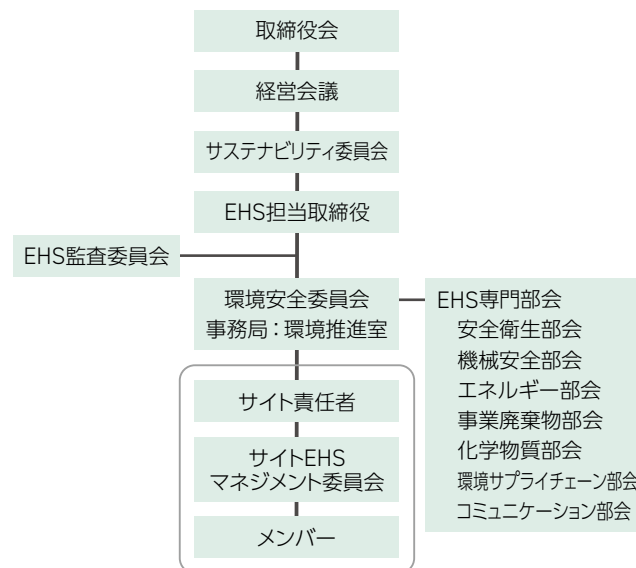 取締役会
経営会議
サステナビリティ委員会
EHS担当取締役
EHS監査委員会
環境安全委員会
事務局：環境推進室
EHS専門部会
安全衛生部会
機械安全部会
エネルギー部会
事業廃棄物部会
化学物質部会
環境サプライチェーン部会
コミュニケーション部会
サイト責任者
サイトEHS
マネジメント委員会
メンバー